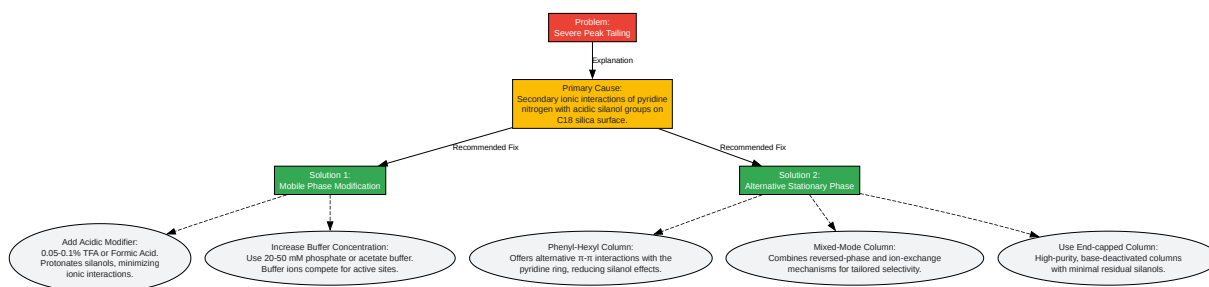 Problem:
Severe Peak Tailing
Explanation
Primary Cause:
Secondary ionic interactions of pyridine
nitrogen with acidic silanol groups on
C18 silica surface.
Recommended Fix
Recommended Fix
Solution 1:
Mobile Phase Modification
Solution 2:
Alternative Stationary Phase
Add Acidic Modifier:
0.05-0.1% TFA or Formic Acid.
Protonates silanols, minimizing
ionic interactions.
Increase Buffer Concentration:
Use 20-50 mM phosphate or acetate buffer.
Buffer ions compete for active sites.
Phenyl-Hexyl Column:
Offers alternative π-π interactions with the
pyridine ring, reducing silanol effects.
Mixed-Mode Column:
Combines reversed-phase and ion-exchange
mechanisms for tailored selectivity.
Use End-capped Column:
High-purity, base-deactivated columns
with minimal residual silanols.